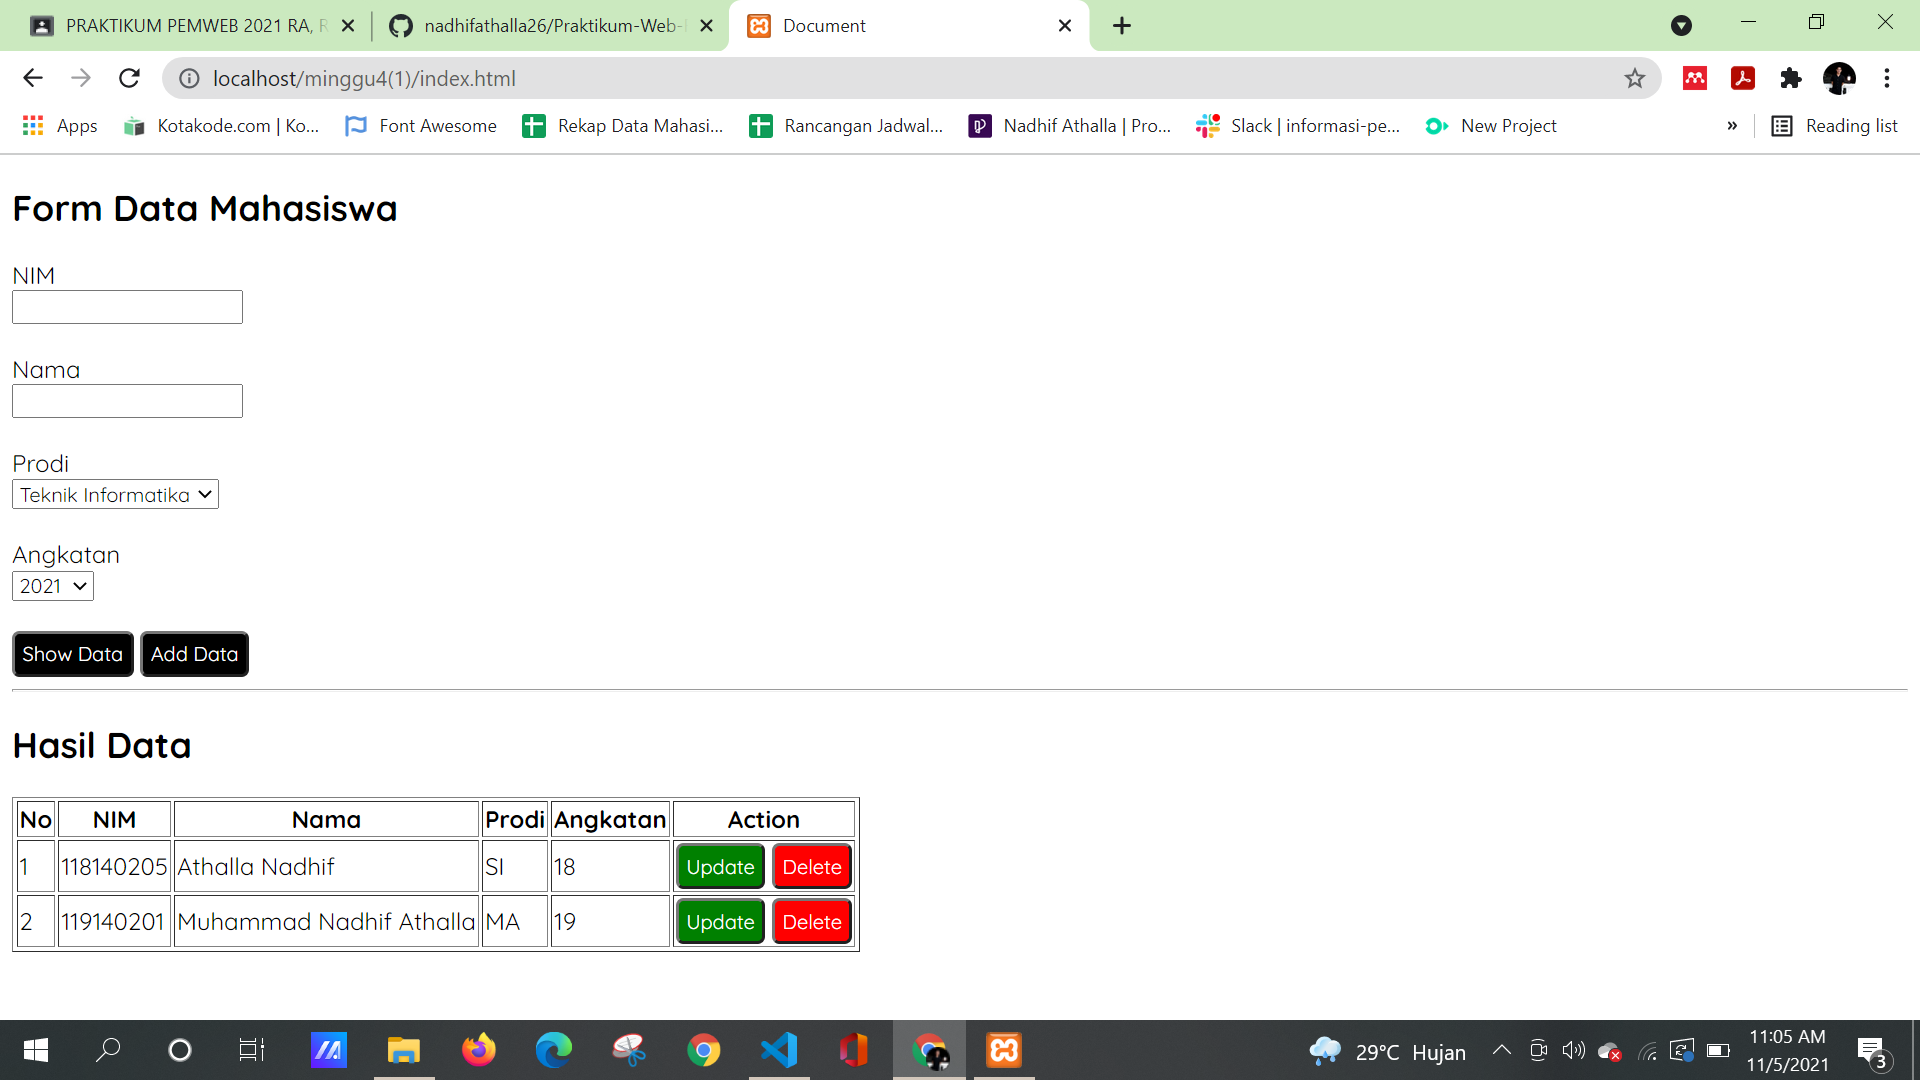 PRAKTIKUM PEMWEB 2021 RA, R
nadhifathalla26/Praktikum-Web-
Document
localhost/minggu4(1)/index.html
Apps
Kotakode.com | Ko...
Font Awesome
Rekap Data Mahasi...
Rancangan Jadwal...
Nadhif Athalla | Pro...
Slack | informasi-pe...
New Project
»
Reading list
Form Data Mahasiswa
NIM
Nama
Prodi
Teknik Informatika
Angkatan
2021
Show Data Add Data
Hasil Data
No NIM Nama Prodi Angkatan Action
1 118140205 Athalla Nadhif SI 18 Update Delete
2 119140201 Muhammad Nadhif Athalla MA 19 Update Delete
29°C Hujan
11:05 AM
11/5/2021
3